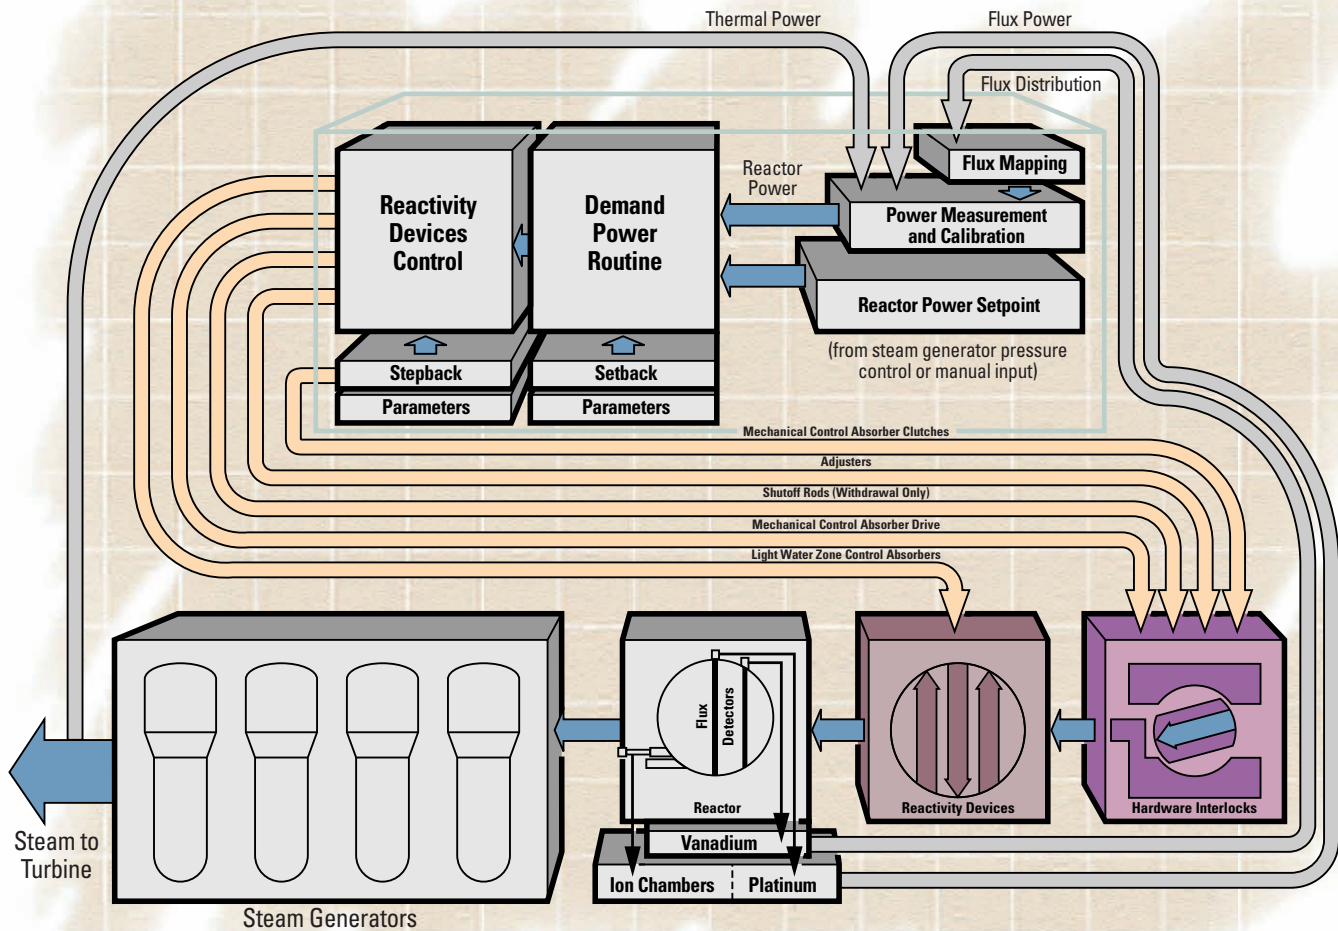 Thermal Power
Flux Power
Flux Distribution
Flux Mapping
Reactor
Power
Reactivity
Devices
Control
Demand
Power
Routine
Power Measurement
and Calibration
Reactor Power Setpoint
(from steam generator pressure
control or manual input)
Stepback
Setback
Parameters
Parameters
Mechanical Control Absorber Clutches
Adjusters
Shutoff Rods (Withdrawal Only)
Mechanical Control Absorber Drive
Light Water Zone Control Absorbers
Flux
Detectors
Reactor
Reactivity Devices
Hardware Interlocks
Vanadium
Ion Chambers
Platinum
Steam to
Turbine
Steam Generators